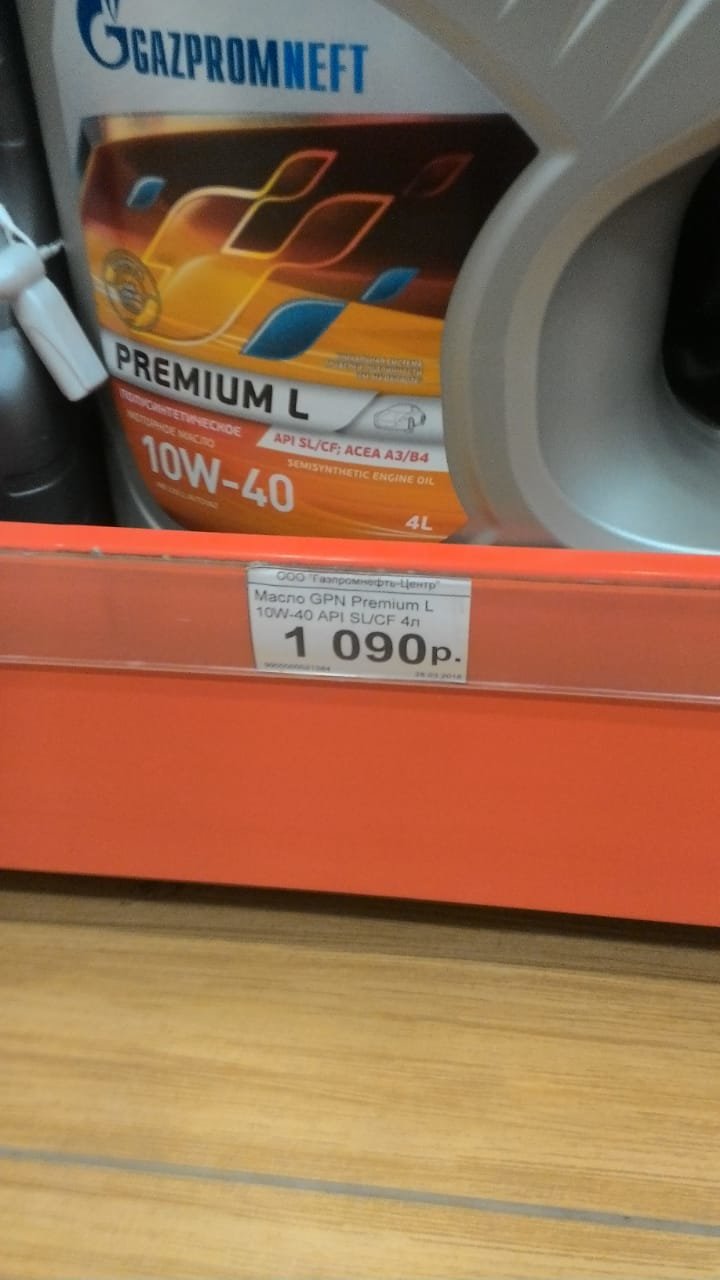 GAZPROMNEFT
PREMIUM L
ПОЛУСИНТЕТИЧЕСКОЕ
МОТОРНОЕ МАСЛО
API SL/CF; ACEA A3/B4
10W-40
SEMISYNTHETIC ENGINE OIL
4L
ООО "Газпромнефть-Центр"
Масло GPN Premium L
10W-40 API SL/CF 4л
1 090р.